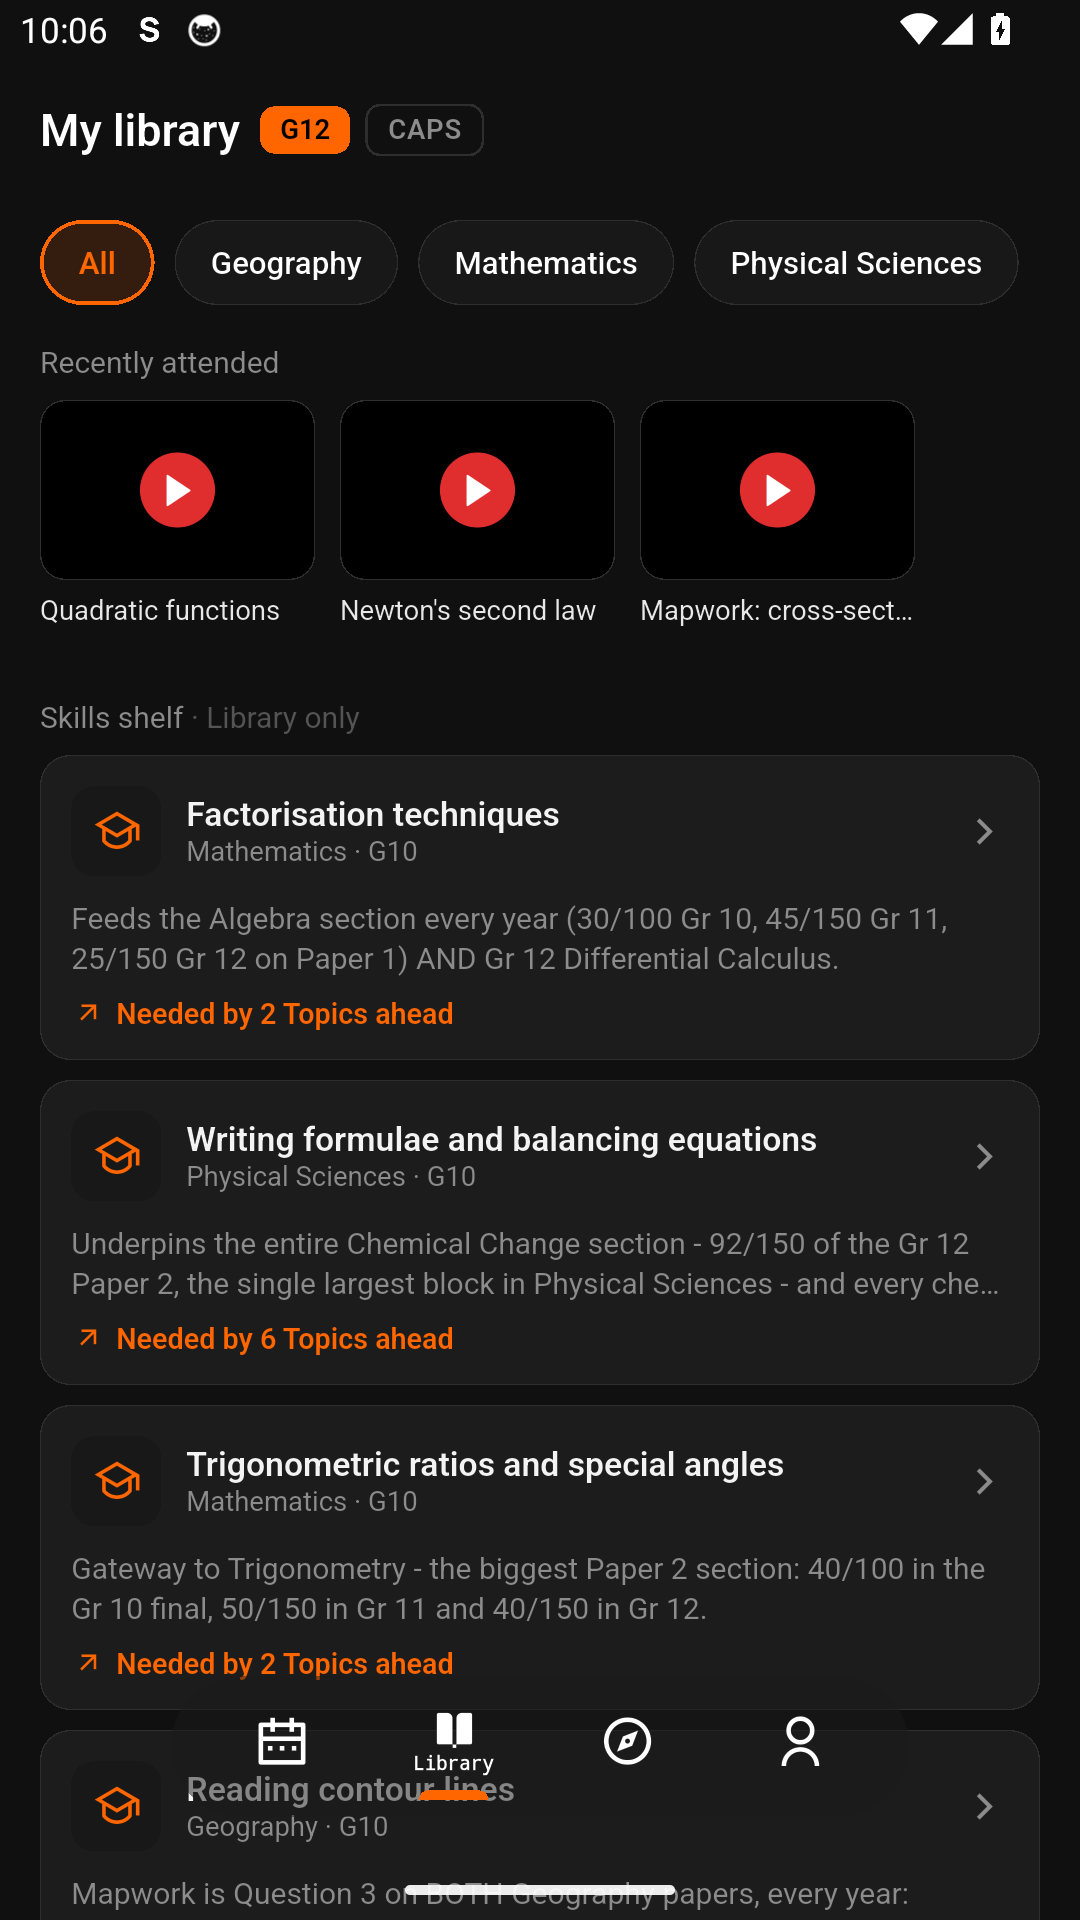 10:06 S
My library G12 CAPS
All Geography Mathematics Physical Sciences
Recently attended
Quadratic functions Newton's second law Mapwork: cross-sect...
Skills shelf · Library only
Factorisation techniques
Mathematics · G10
Feeds the Algebra section every year (30/100 Gr 10, 45/150 Gr 11,
25/150 Gr 12 on Paper 1) AND Gr 12 Differential Calculus.
Needed by 2 Topics ahead
Writing formulae and balancing equations
Physical Sciences · G10
Underpins the entire Chemical Change section - 92/150 of the Gr 12
Paper 2, the single largest block in Physical Sciences - and every che...
Needed by 6 Topics ahead
Trigonometric ratios and special angles
Mathematics · G10
Gateway to Trigonometry - the biggest Paper 2 section: 40/100 in the
Gr 10 final, 50/150 in Gr 11 and 40/150 in Gr 12.
Needed by 2 Topics ahead
Library
Reading contour lines
Geography · G10
Mapwork is Question 3 on BOTH Geography papers, every year: